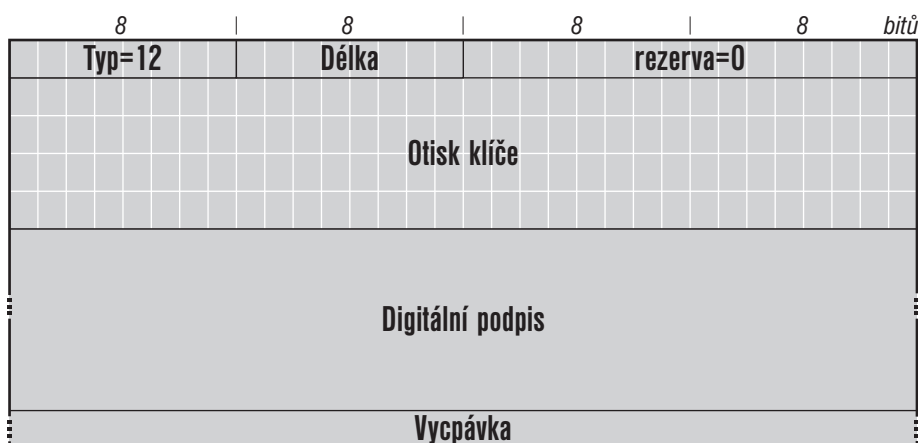 8 | 8 | 8 | 8 bitů
Typ=12 Délka rezerva=0
Otisk klíče
Digitální podpis
Vycpávka